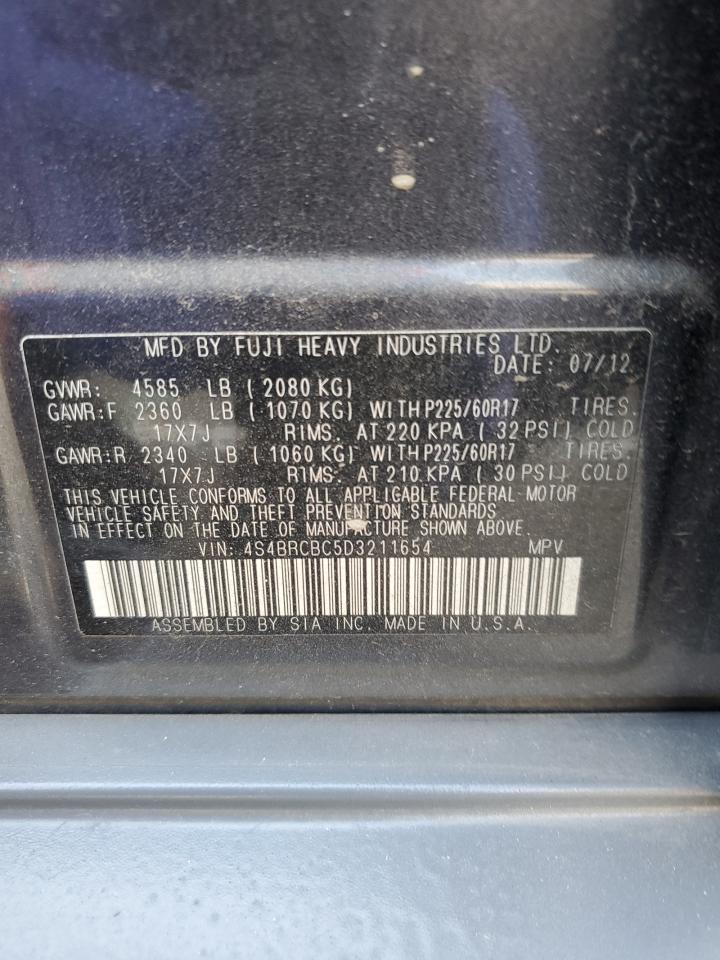 MFD BY FUJI HEAVY INDUSTRIES LTD.
DATE: 07/12
GVWR: 4585 LB ( 2080 KG)
GAWR:F 2360 LB ( 1070 KG) WITH P225/60R17 TIRES.
17X7J RIMS. AT 220 KPA ( 32 PSI) COLD
GAWR:R 2340 LB ( 1060 KG) WITH P225/60R17 TIRES.
17X7J RIMS. AT 210 KPA ( 30 PSI) COLD
THIS VEHICLE CONFORMS TO ALL APPLICABLE FEDERAL MOTOR
VEHICLE SAFETY AND THEFT PREVENTION STANDARDS
IN EFFECT ON THE DATE OF MANUFACTURE SHOWN ABOVE.
VIN: 4S4BRCBC5D3211654 MPV
ASSEMBLED BY SIA INC. MADE IN U.S.A.